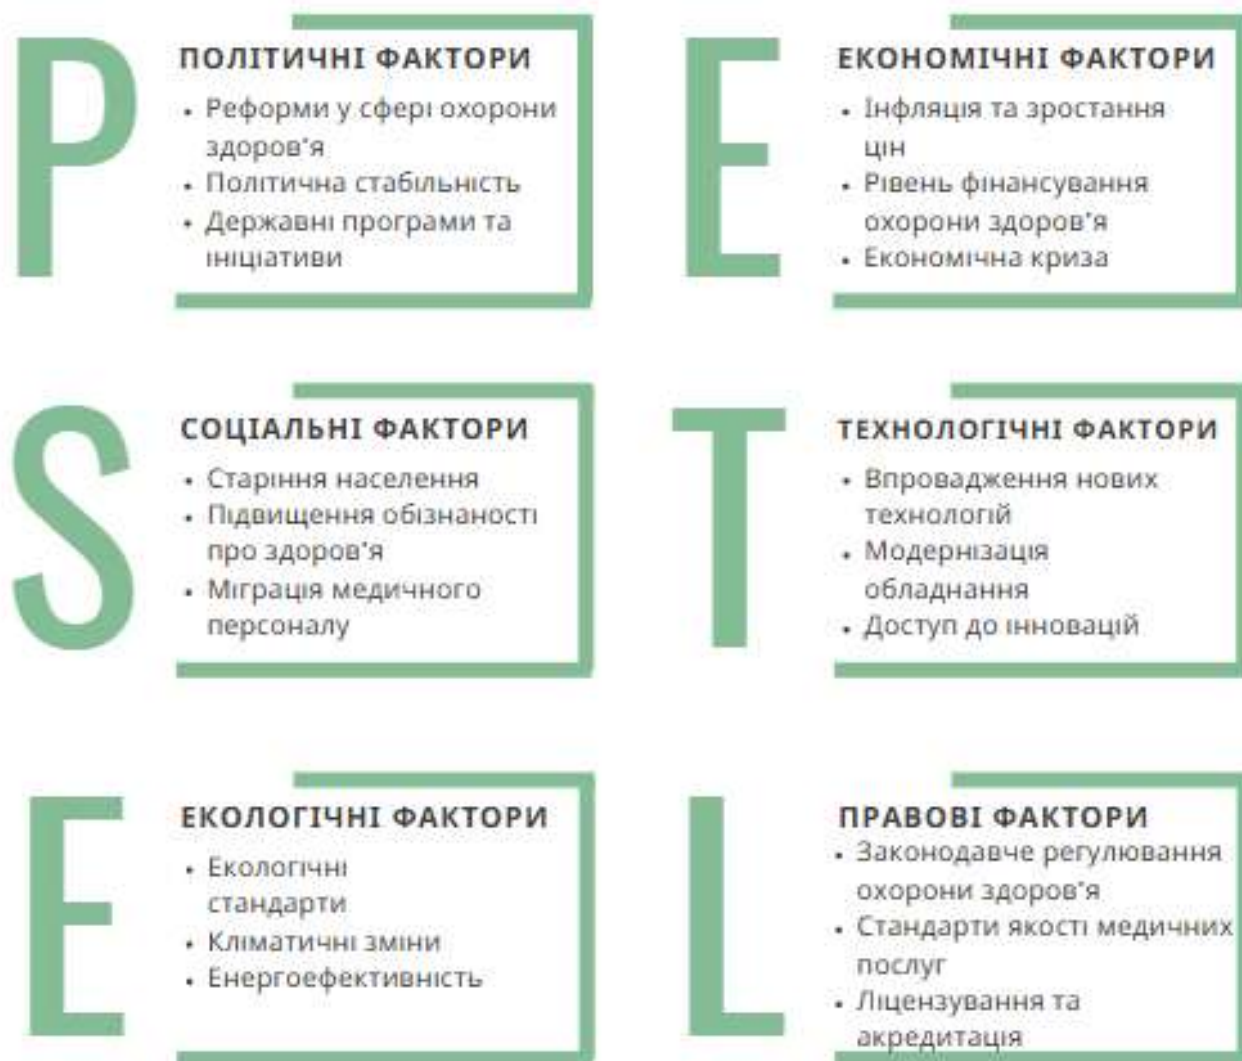 P
ПОЛІТИЧНІ ФАКТОРИ
• Реформи у сфері охорони
здоров'я
• Політична стабільність
• Державні програми та
ініціативи
E
ЕКОНОМІЧНІ ФАКТОРИ
• Інфляція та зростання
цін
• Рівень фінансування
охорони здоров'я
• Економічна криза
S
СОЦІАЛЬНІ ФАКТОРИ
• Старіння населення
• Підвищення обізнаності
про здоров'я
• Міграція медичного
персоналу
T
ТЕХНОЛОГІЧНІ ФАКТОРИ
• Впровадження нових
технологій
• Модернізація
обладнання
• Доступ до інновацій
E
ЕКОЛОГІЧНІ ФАКТОРИ
• Екологічні
стандарти
• Кліматичні зміни
• Енергоефективність
L
ПРАВОВІ ФАКТОРИ
• Законодавче регулювання
охорони здоров'я
• Стандарти якості медичних
послуг
• Ліцензування та
акредитація